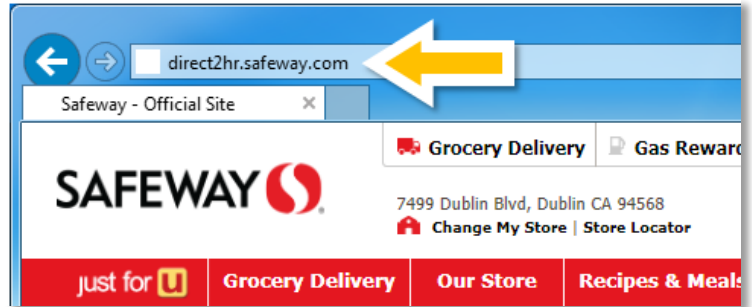 direct2hr.safeway.com
Safeway - Official Site
Grocery Delivery Gas Reward
SAFEWAY
7499 Dublin Blvd, Dublin CA 94568
Change My Store | Store Locator
just for U Grocery Delivery Our Store Recipes & Meals